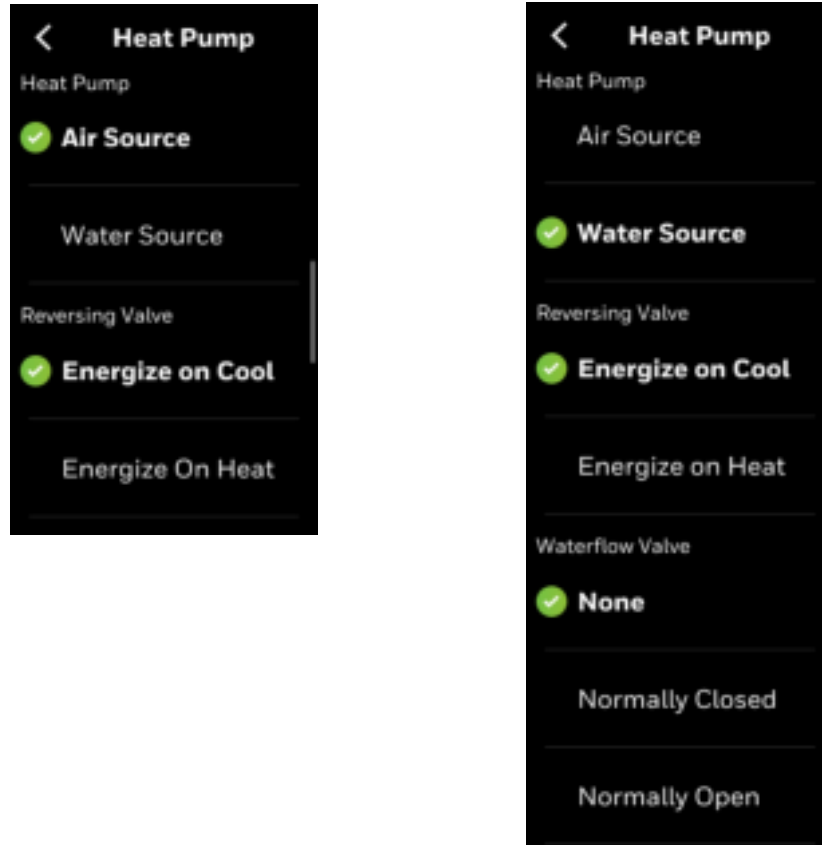 Heat Pump
Heat Pump
Air Source
Water Source
Reversing Valve
Energize on Cool
Energize On Heat
Heat Pump
Heat Pump
Air Source
Water Source
Reversing Valve
Energize on Cool
Energize on Heat
Waterflow Valve
None
Normally Closed
Normally Open